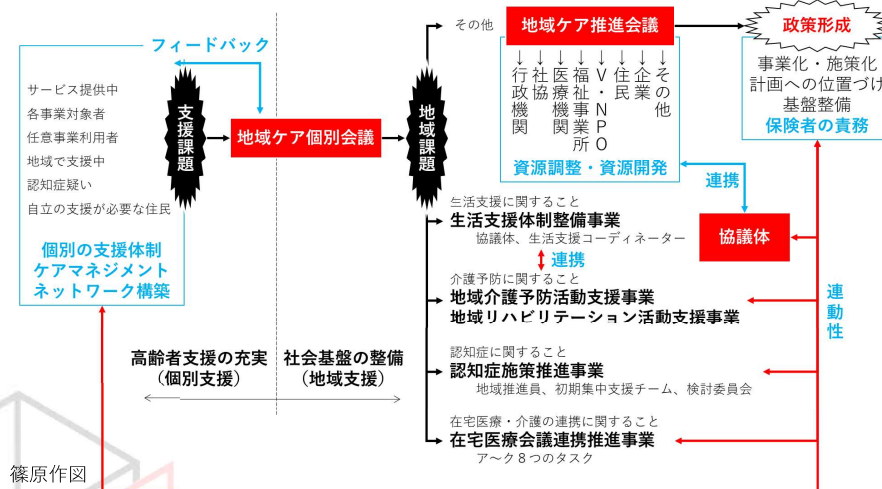 フィードバック
サービス提供中
各事業対象者
任意事業利用者
地域で支援中
認知症疑い
自立の支援が必要な住民
個別の支援体制
ケアマネジメント
ネットワーク構築
支援課題
地域ケア個別会議
地域課題
その他
地域ケア推進会議
行政機関
社協
医療機関
福祉事業所
V・NPO
住民
企業
その他
資源調整・資源開発
政策形成
事業化・施策化
計画への位置づけ
基盤整備
保険者の責務
連携
協議体
生活支援に関すること
生活支援体制整備事業
協議体、生活支援コーディネーター
連携
介護予防に関すること
地域介護予防活動支援事業
地域リハビリテーション活動支援事業
連動性
認知症に関すること
認知症施策推進事業
地域推進員、初期集中支援チーム、検討委員会
在宅医療・介護の連携に関すること
在宅医療会議連携推進事業
ア~ク8つのタスク
高齢者支援の充実
(個別支援)
社会基盤の整備
(地域支援)
篠原作図